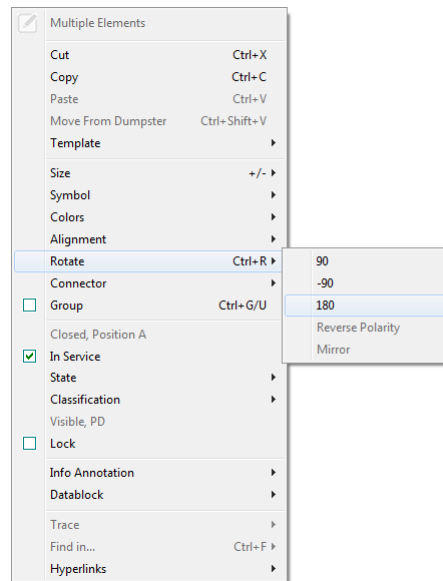 Multiple Elements
Cut Ctrl+X
Copy Ctrl+C
Paste Ctrl+V
Move From Dumpster Ctrl+Shift+V
Template
Size +/-
Symbol
Colors
Alignment
Rotate Ctrl+R
90
Connector
-90
Group Ctrl+G/U
180
Reverse Polarity
Closed, Position A
Mirror
In Service
State
Classification
Visible, PD
Lock
Info Annotation
Datablock
Trace
Find in... Ctrl+F
Hyperlinks